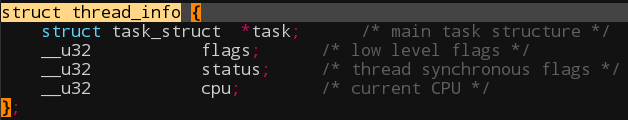 struct thread_info {
    struct task_struct  *task;      /* main task structure */
    __u32           flags;      /* low level flags */
    __u32           status;     /* thread synchronous flags */
    __u32           cpu;        /* current CPU */
};